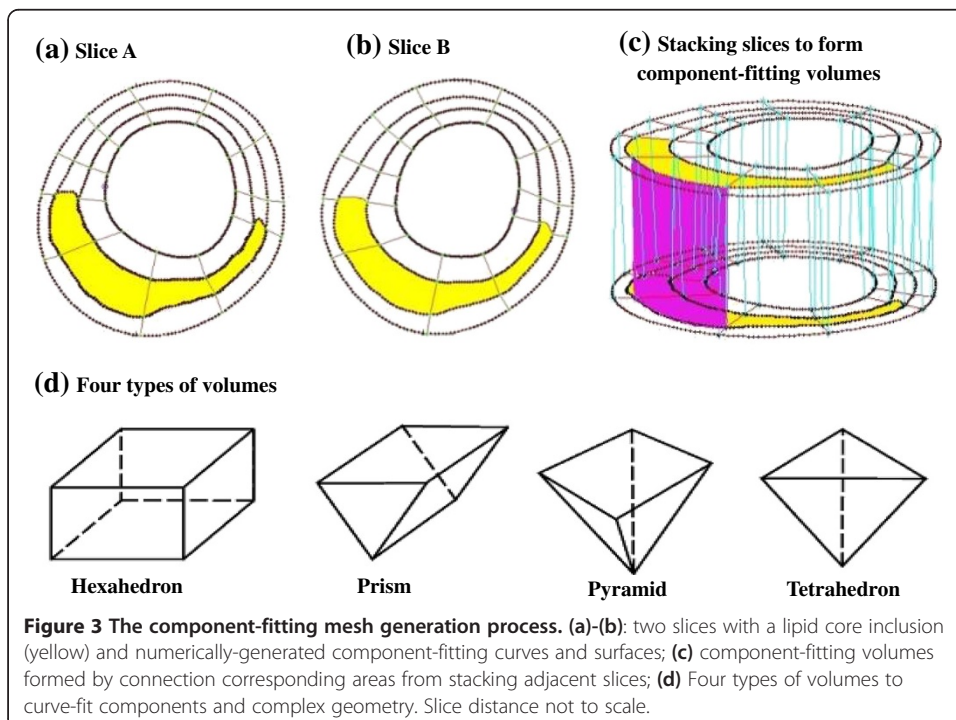 (a) Slice A
(b) Slice B
(c) Stacking slices to form
component-fitting volumes
(d) Four types of volumes
Hexahedron
Prism
Pyramid
Tetrahedron
Figure 3 The component-fitting mesh generation process. (a)-(b): two slices with a lipid core inclusion
(yellow) and numerically-generated component-fitting curves and surfaces; (c) component-fitting volumes
formed by connection corresponding areas from stacking adjacent slices; (d) Four types of volumes to
curve-fit components and complex geometry. Slice distance not to scale.